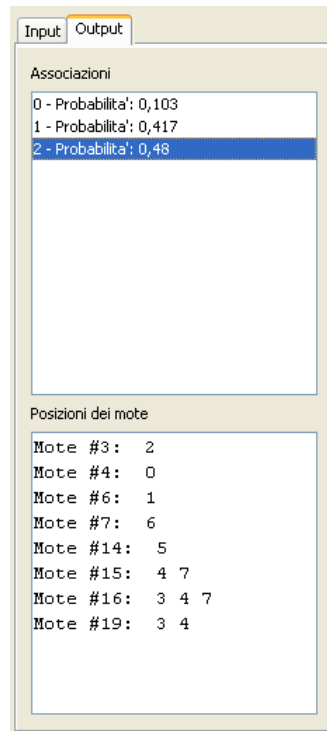 Input Output
Associazioni
0 - Probabilita': 0,103
1 - Probabilita': 0,417
2 - Probabilita': 0,48
Posizioni dei mote
Mote #3: 2
Mote #4: 0
Mote #6: 1
Mote #7: 6
Mote #14: 5
Mote #15: 4 7
Mote #16: 3 4 7
Mote #19: 3 4